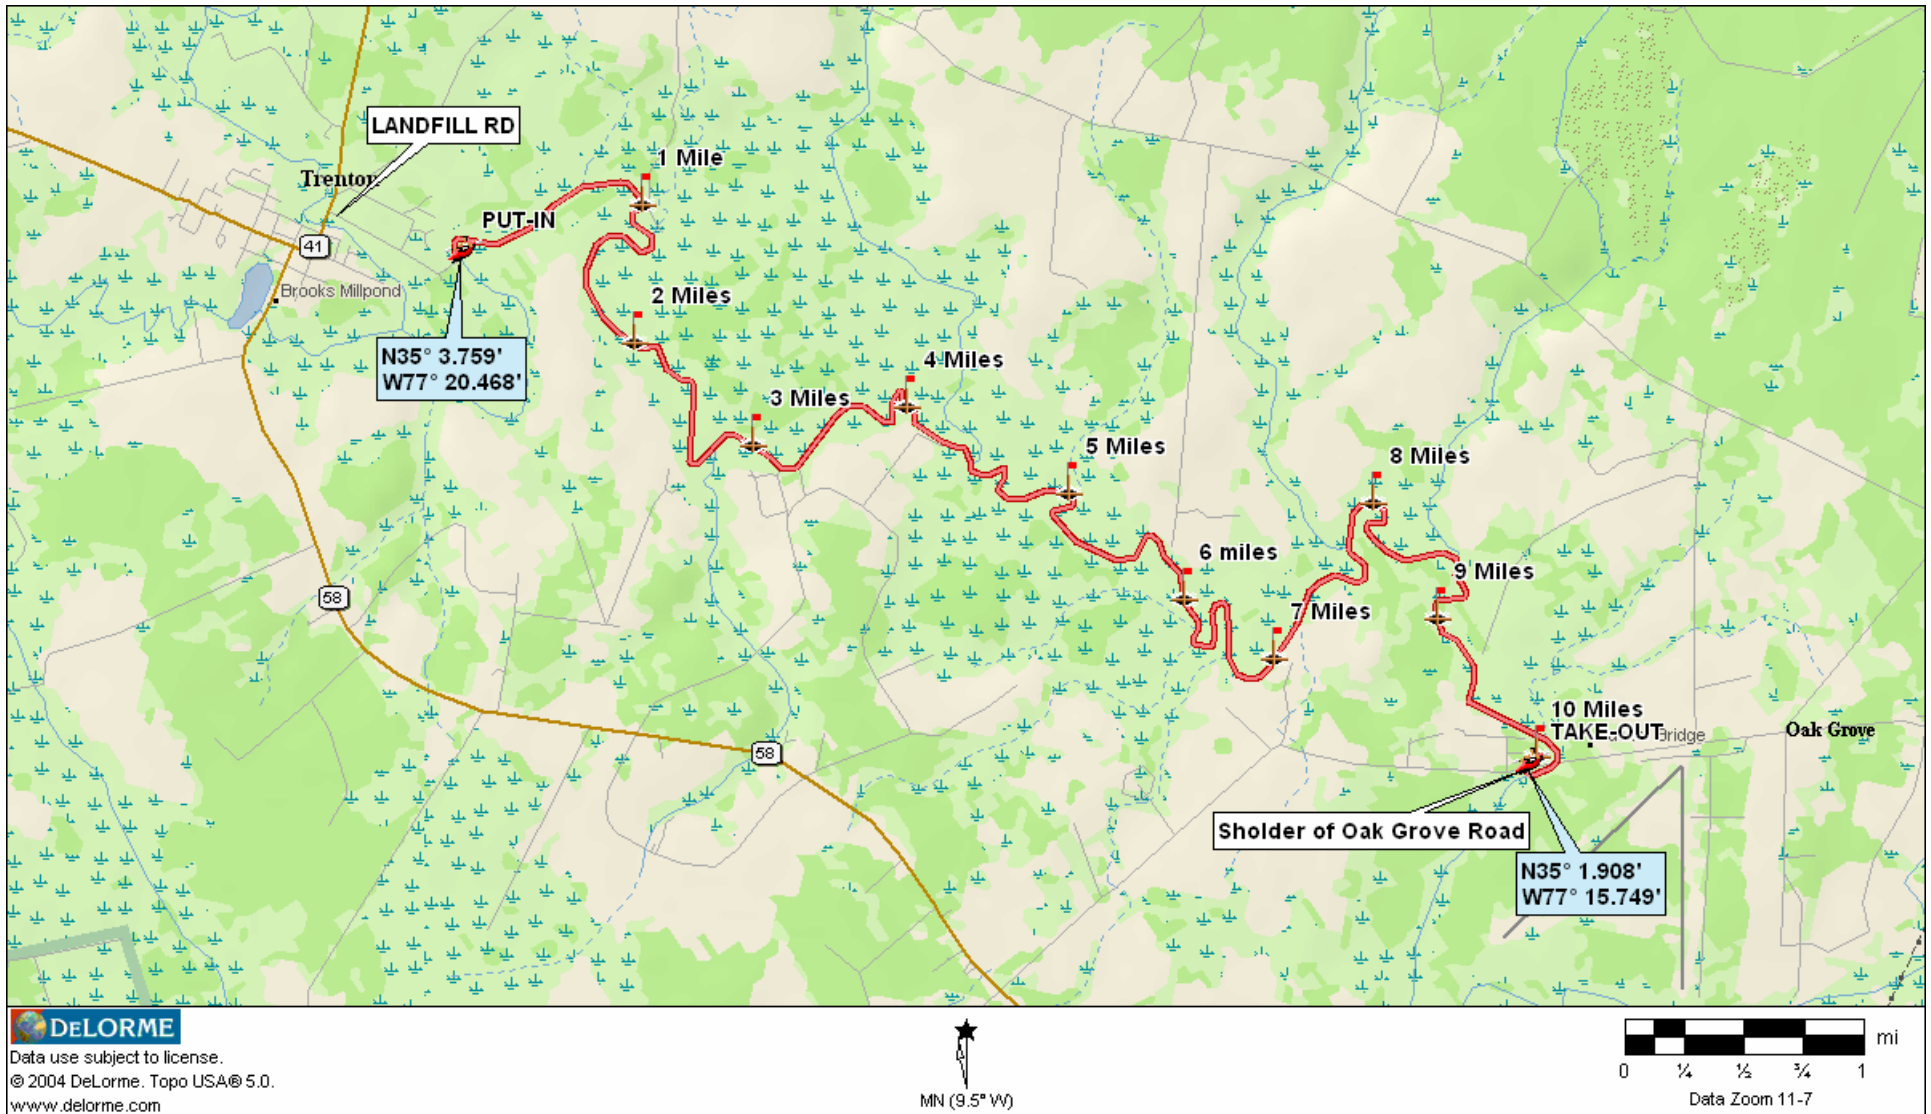 LANDFILL RD
1 Mile
Trenton
PUT-IN
41
Brooks Millpond
2 Miles
N35° 3.759'
W77° 20.468'
4 Miles
3 Miles
5 Miles
8 Miles
6 miles
9 Miles
58
7 Miles
10 Miles
TAKE-OUT
Bridge
Oak Grove
58
Sholder of Oak Grove Road
N35° 1.908'
W77° 15.749'
DELORME
Data use subject to license.
© 2004 DeLorme. Topo USA® 5.0.
www.delorme.com
MN (9.5° W)
mi
0 ¼ ½ ¾ 1
Data Zoom 11-7